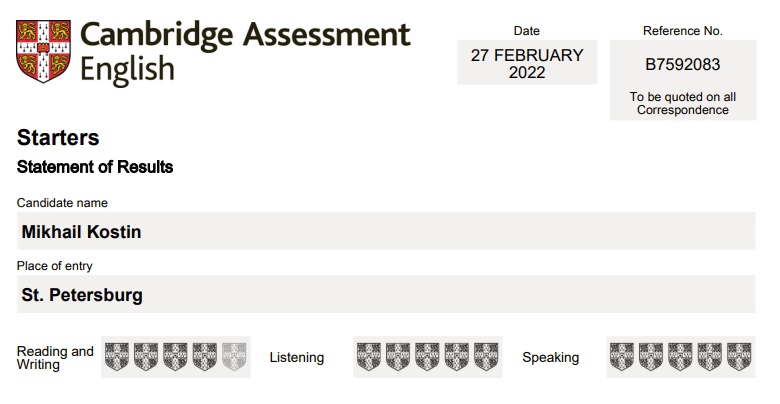 Cambridge Assessment
English
Date
27 FEBRUARY
2022
Reference No.
B7592083
To be quoted on all
Correspondence
Starters
Statement of Results
Candidate name
Mikhail Kostin
Place of entry
St. Petersburg
Reading and
Writing
Listening
Speaking